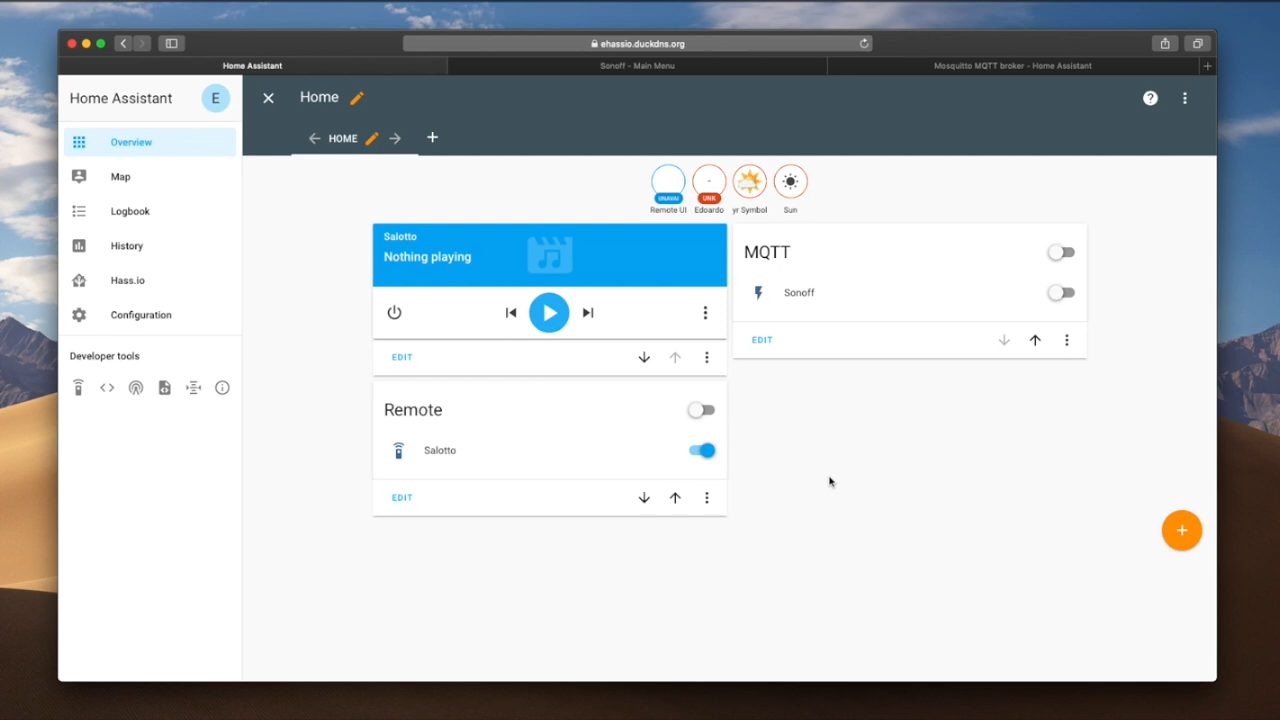 ehassio.duckdns.org
Home Assistant
Sonoff - Main Menu
Mosquitto MQTT broker - Home Assistant
Home Assistant
E
Home
HOME
Overview
Map
Logbook
History
Hass.io
Configuration
Developer tools
UNAVAI
Remote UI
-
UNK
Edoardo
yr Symbol
Sun
Salotto
Nothing playing
EDIT
Remote
Salotto
EDIT
MQTT
Sonoff
EDIT